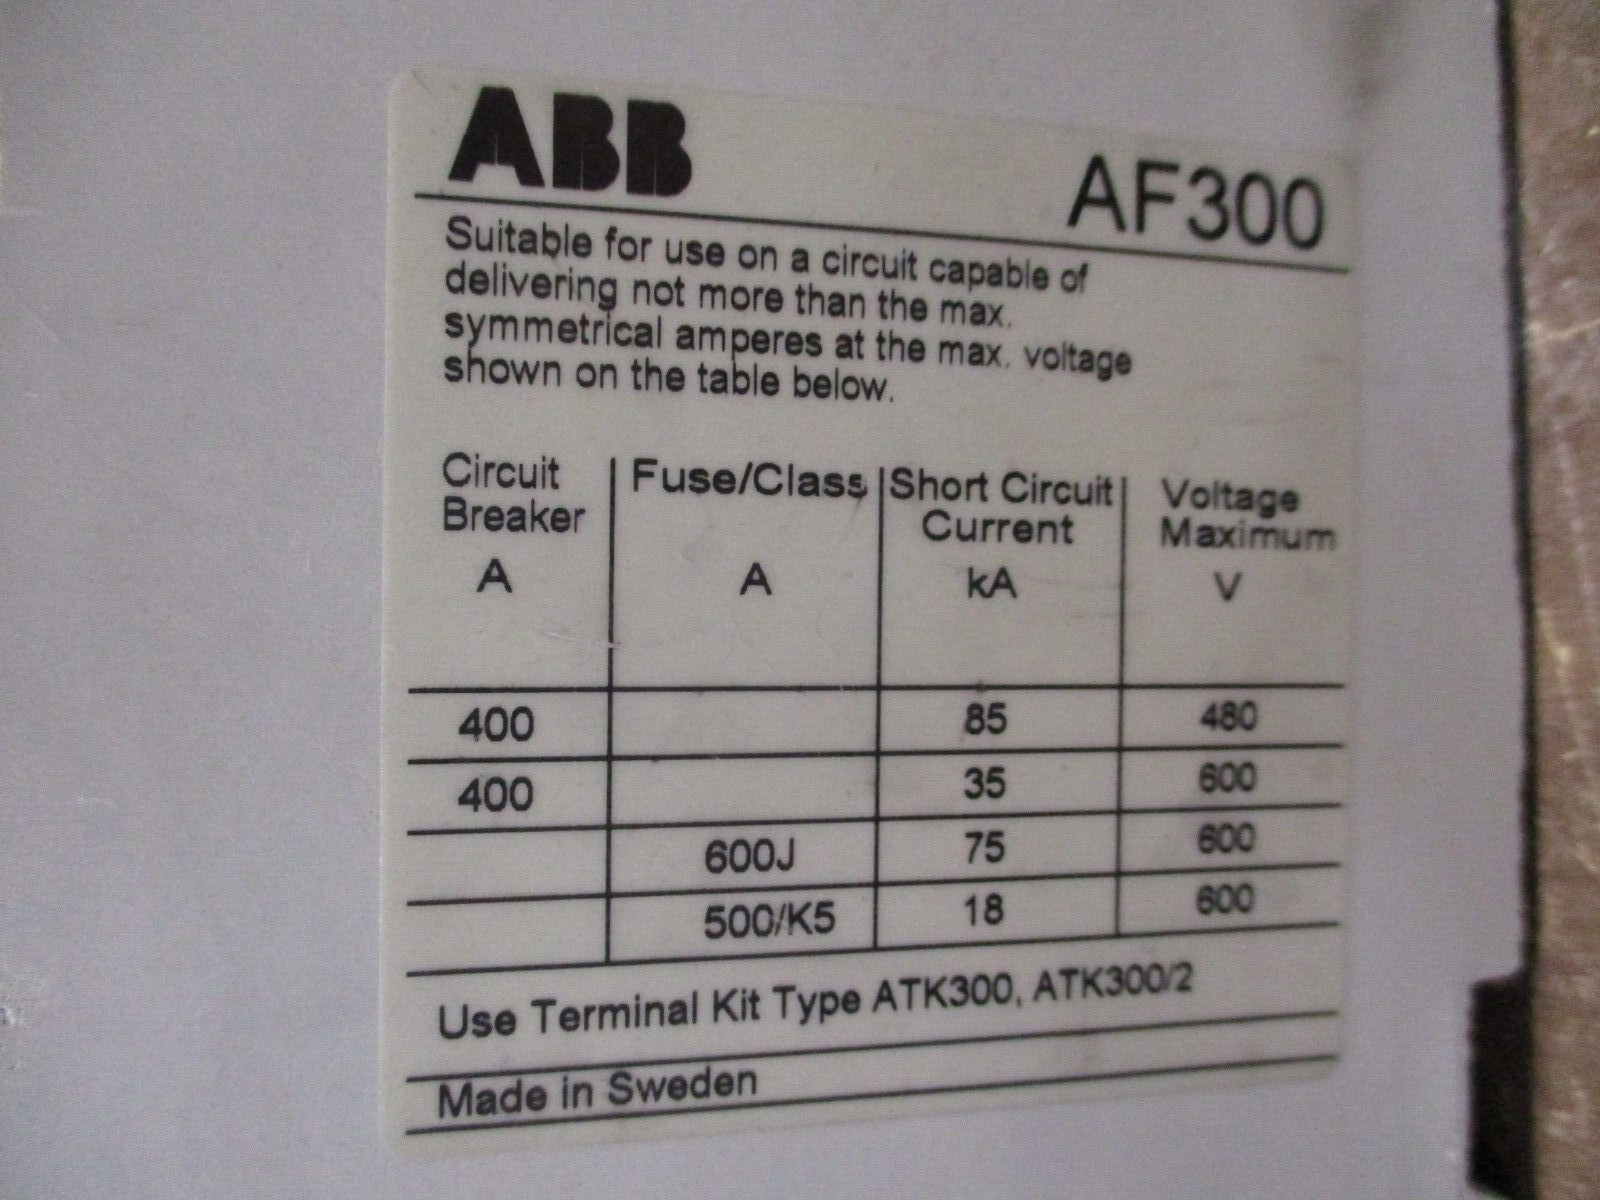 ABB
AF300
Suitable for use on a circuit capable of
delivering not more than the max.
symmetrical amperes at the max. voltage
shown on the table below.
Circuit Breaker A | Fuse/Class A | Short Circuit Current kA | Voltage Maximum V
400 | | 85 | 480
400 | | 35 | 600
| 600J | 75 | 600
| 500/K5 | 18 | 600
Use Terminal Kit Type ATK300, ATK300/2
Made in Sweden